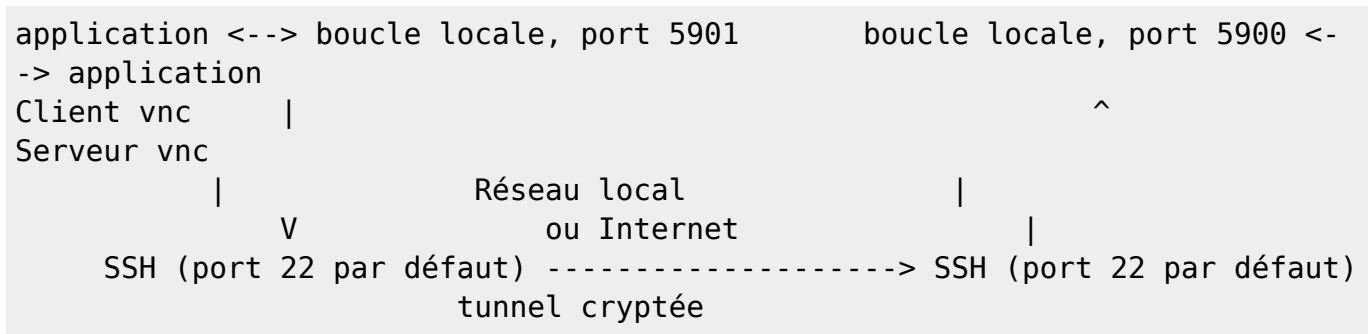 application <--> boucle locale, port 5901        boucle locale, port 5900 <-
-> application
Client vnc     |                                              ^
Serveur vnc
           |              Réseau local               |
               V              ou Internet                |
     SSH (port 22 par défaut) --------------------> SSH (port 22 par défaut)
                         tunnel cryptée